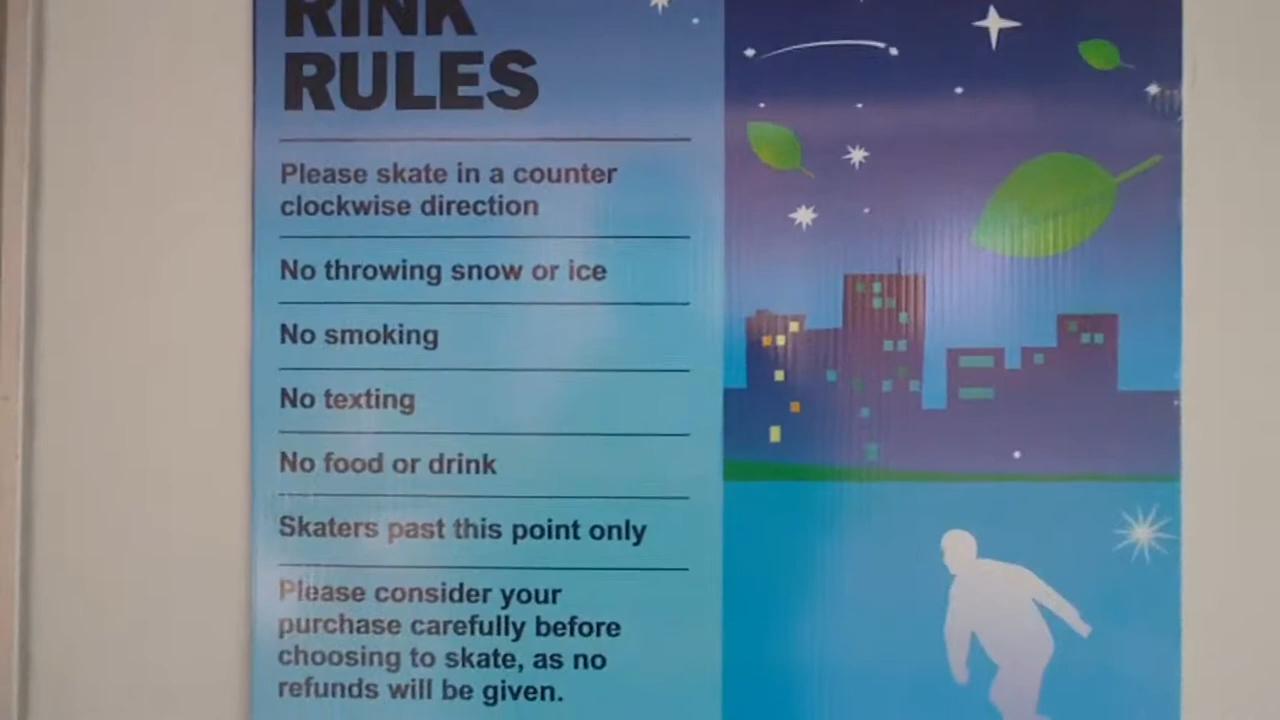 RINK
RULES
Please skate in a counter
clockwise direction
No throwing snow or ice
No smoking
No texting
No food or drink
Skaters past this point only
Please consider your
purchase carefully before
choosing to skate, as no
refunds will be given.